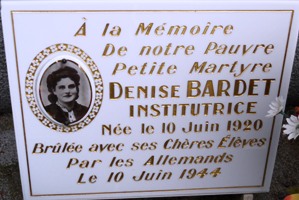 À la Mémoire
De notre Pauvre
Petite Martyre
DENISE BARDET
INSTITUTRICE
Née le 10 Juin 1920
Brûlée avec ses Chères Élèves
Par les Allemands
Le 10 Juin 1944